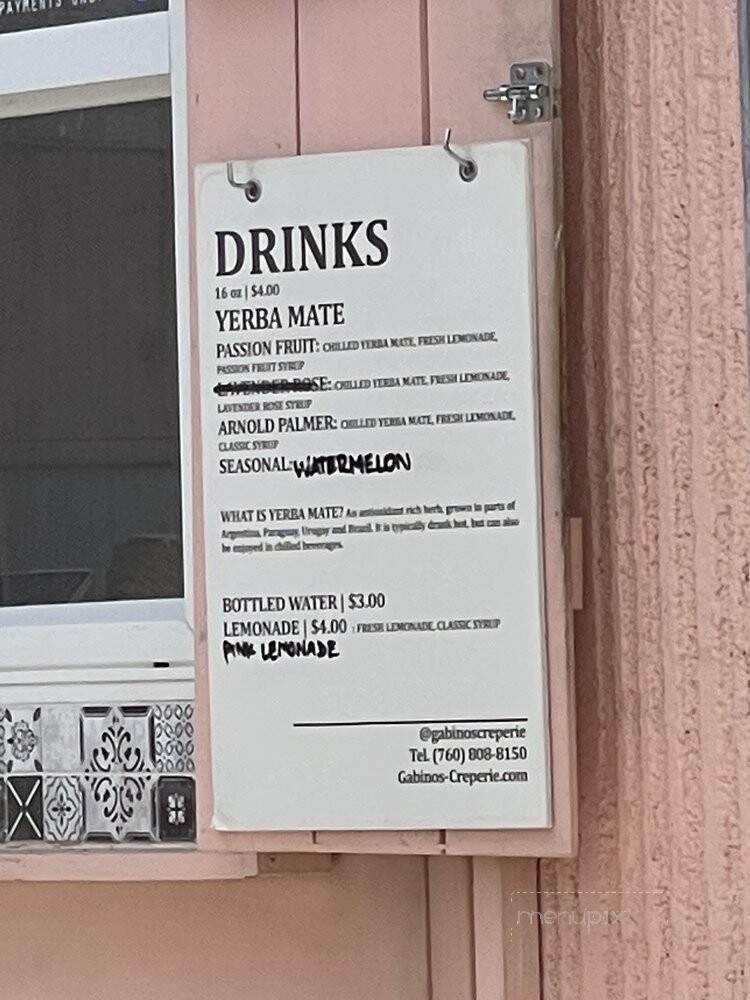 PAYMENTS ONLY
DRINKS
16 oz | $4.00
YERBA MATE
PASSION FRUIT: CHILLED YERBA MATE, FRESH LEMONADE,
PASSION FRUIT SYRUP
LAVENDER ROSE: CHILLED YERBA MATE, FRESH LEMONADE,
LAVENDER ROSE SYRUP
ARNOLD PALMER: CHILLED YERBA MATE, FRESH LEMONADE,
CLASSIC SYRUP
SEASONAL: WATERMELON
WHAT IS YERBA MATE? An antioxidant rich herb, grown in parts of
Argentina, Paraguay, Uruguay and Brazil. It is typically drunk hot, but can also
be enjoyed in chilled beverages.
BOTTLED WATER | $3.00
LEMONADE | $4.00 : FRESH LEMONADE, CLASSIC SYRUP
PINK LEMONADE
@gabinoscreperie
Tel. (760) 808-8150
Gabinos-Creperie.com
menupix